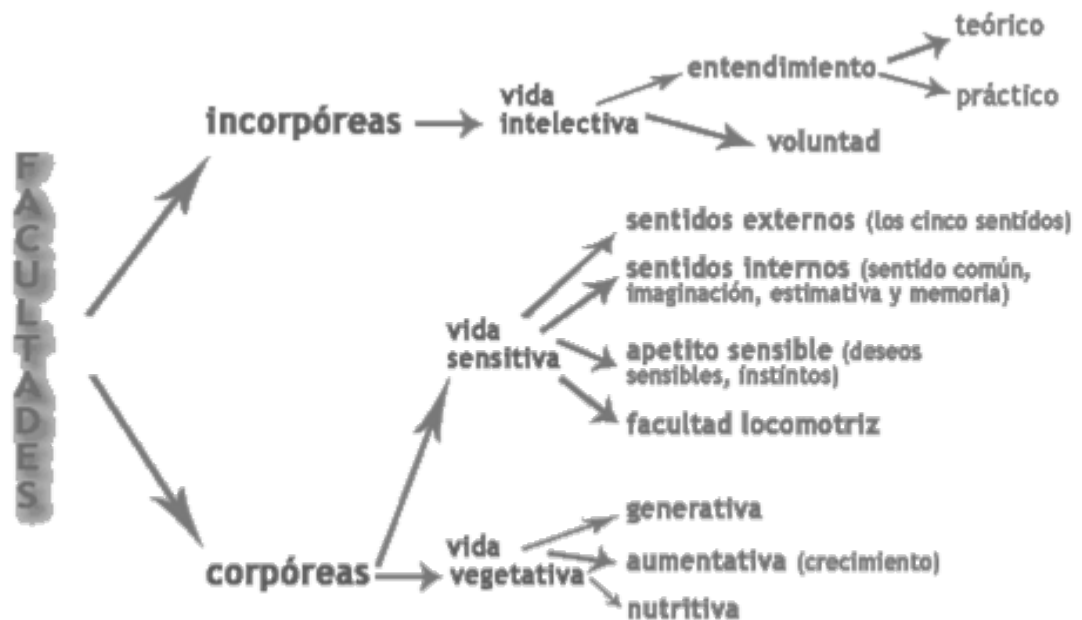 FACULTADES
incorpóreas
vida
intelectiva
entendimiento
teórico
práctico
voluntad
corpóreas
vida
sensitiva
sentidos externos (los cinco sentidos)
sentidos internos (sentido común,
imaginación, estimativa y memoria)
apetito sensible (deseos
sensibles, instintos)
facultad locomotriz
vida
vegetativa
generativa
aumentativa (crecimiento)
nutritiva